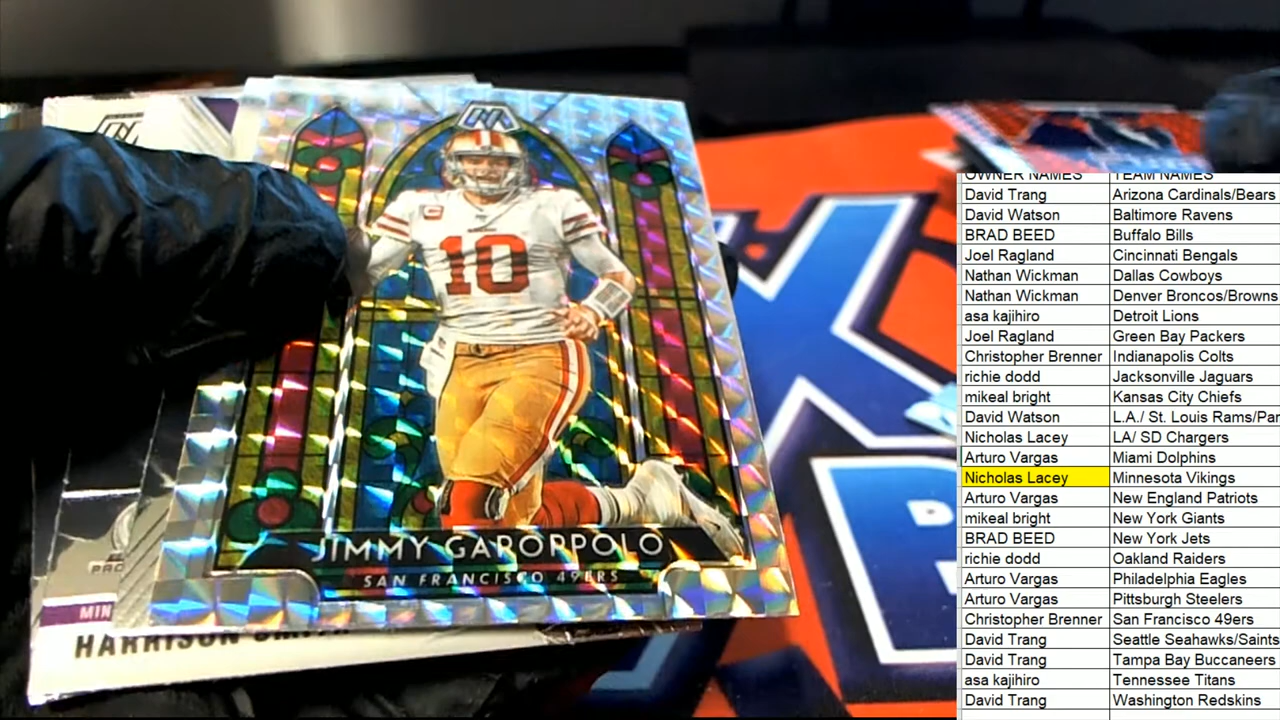 10
JIMMY GAROPPOLO
SAN FRANCISCO 49ERS
MIN
HARRISON SMITH
OWNER NAMES TEAM NAMES
David Trang Arizona Cardinals/Bears
David Watson Baltimore Ravens
BRAD BEED Buffalo Bills
Joel Ragland Cincinnati Bengals
Nathan Wickman Dallas Cowboys
Nathan Wickman Denver Broncos/Browns
asa kajihiro Detroit Lions
Joel Ragland Green Bay Packers
Christopher Brenner Indianapolis Colts
richie dodd Jacksonville Jaguars
mikeal bright Kansas City Chiefs
David Watson L.A./ St. Louis Rams/Pan
Nicholas Lacey LA/ SD Chargers
Arturo Vargas Miami Dolphins
Nicholas Lacey Minnesota Vikings
Arturo Vargas New England Patriots
mikeal bright New York Giants
BRAD BEED New York Jets
richie dodd Oakland Raiders
Arturo Vargas Philadelphia Eagles
Arturo Vargas Pittsburgh Steelers
Christopher Brenner San Francisco 49ers
David Trang Seattle Seahawks/Saints
David Trang Tampa Bay Buccaneers
asa kajihiro Tennessee Titans
David Trang Washington Redskins